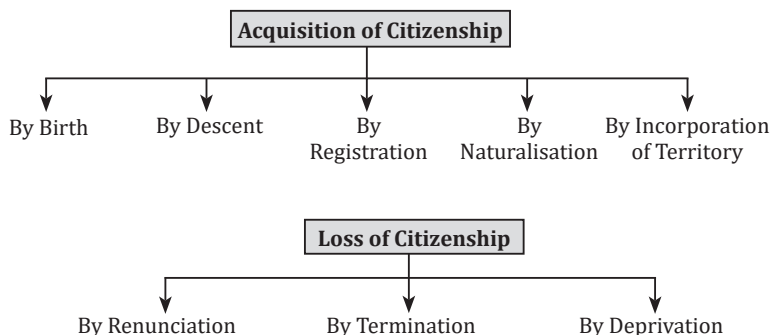 Acquisition of Citizenship
By Birth
By Descent
By
Registration
By
Naturalisation
By Incorporation
of Territory
Loss of Citizenship
By Renunciation
By Termination
By Deprivation